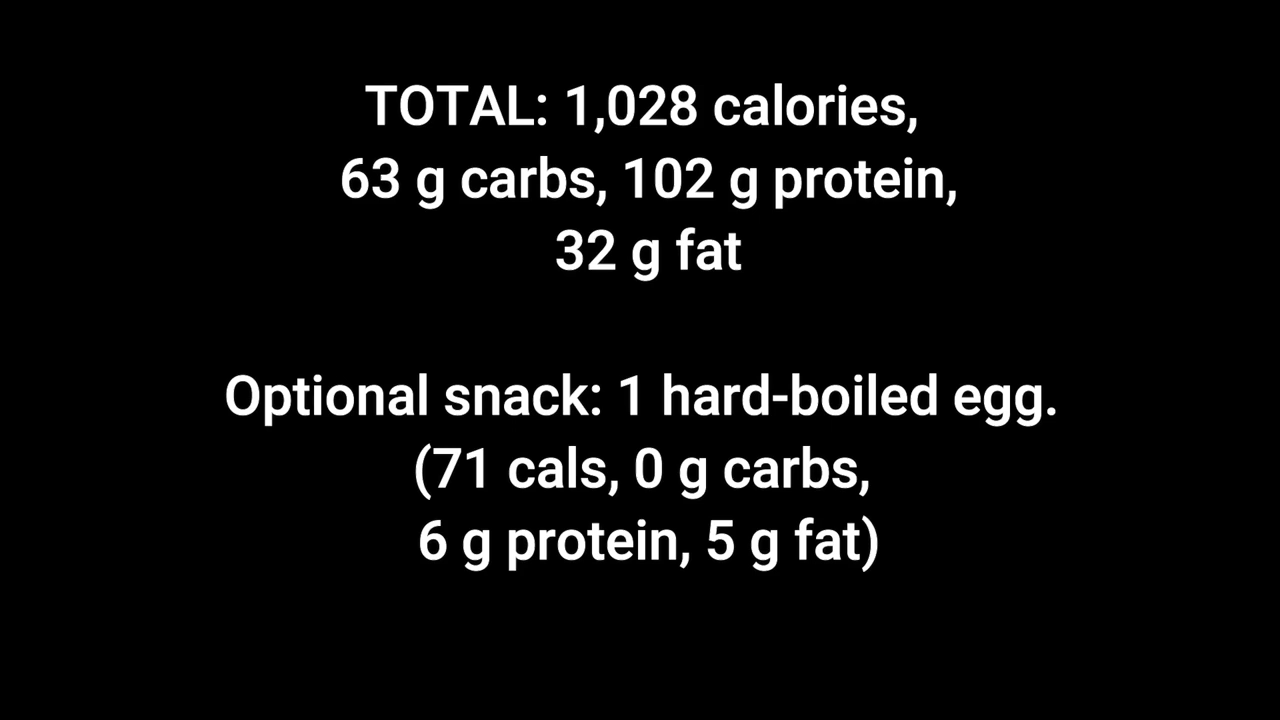 TOTAL: 1,028 calories,
63 g carbs, 102 g protein,
32 g fat
Optional snack: 1 hard-boiled egg.
(71 cals, 0 g carbs,
6 g protein, 5 g fat)